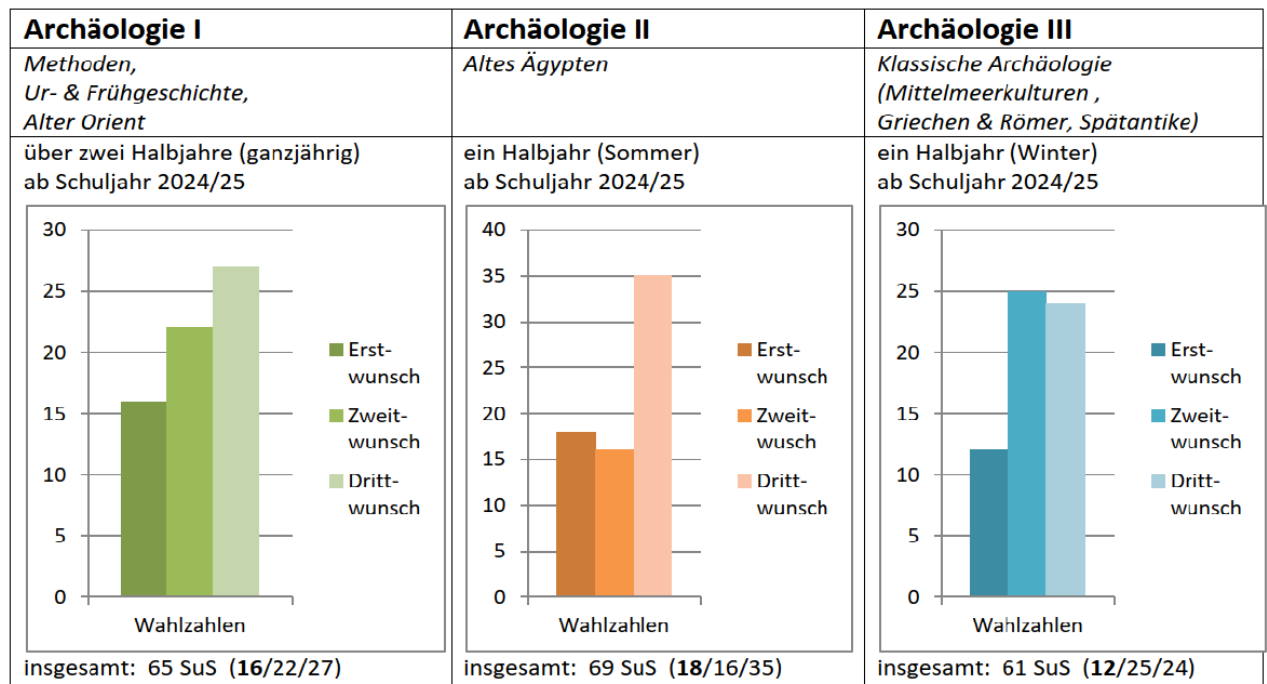 Archäologie I
Methoden,
Ur- & Frühgeschichte,
Alter Orient
über zwei Halbjahre (ganzjährig)
ab Schuljahr 2024/25
30
25
20
15
10
5
0
Wahlzahlen
Erst-
wunsch
Zweit-
wunsch
Dritt-
wunsch
insgesamt: 65 SuS (16/22/27)
Archäologie II
Altes Ägypten
ein Halbjahr (Sommer)
ab Schuljahr 2024/25
40
35
30
25
20
15
10
5
0
Wahlzahlen
Erst-
wunsch
Zweit-
wusch
Dritt-
wunsch
insgesamt: 69 SuS (18/16/35)
Archäologie III
Klassische Archäologie
(Mittelmeerkulturen ,
Griechen & Römer, Spätantike)
ein Halbjahr (Winter)
ab Schuljahr 2024/25
30
25
20
15
10
5
0
Wahlzahlen
Erst-
wunsch
Zweit-
wunsch
Dritt-
wunsch
insgesamt: 61 SuS (12/25/24)